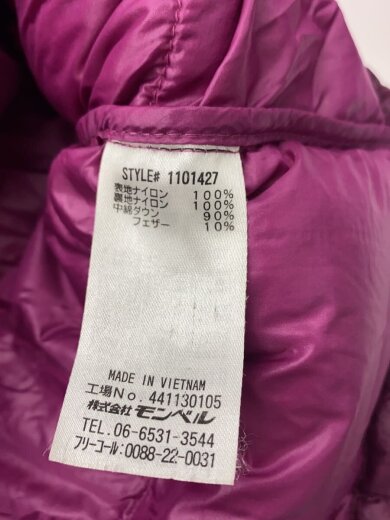 STYLE# 1101427
表地ナイロン 100%
裏地ナイロン 100%
中綿ダウン 90%
フェザー 10%
MADE IN VIETNAM
工場No. 441130105
株式会社 モンベル
TEL. 06-6531-3544
フリーコール: 0088-22-0031